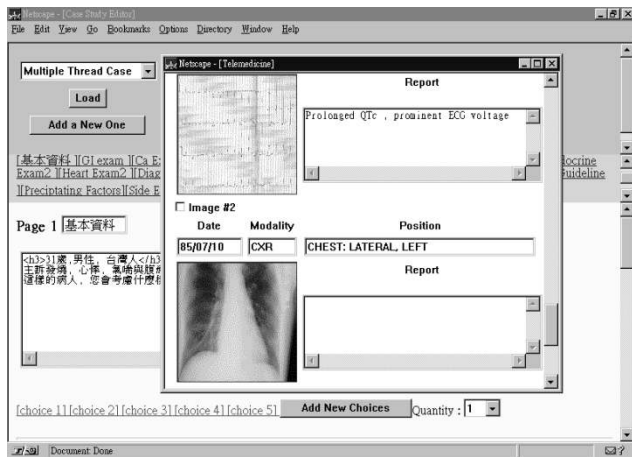 Netscape - [Case Study Editor]
File Edit View Go Bookmarks Options Directory Window Help
Multiple Thread Case
Load
Add a New One
[基本資料 ][GI exam ][Ca E
Exam2 ][Heart Exam2 ][Diag
][Preciptating Factors][Side E
locrine
Guideline
Page 1 基本資料
<h3>31歲,男性, 台灣人</h3
主訴發燒, 心悸, 氣喘與腹
這樣的病人, 您會考慮什麼
[choice 1] [choice 2] [choice 3] [choice 4] [choice 5] Add New Choices Quantity : 1
Document: Done
Netscape - [Telemedicine]
Report
Prolonged QTc , prominent ECG voltage
Image #2
Date Modality Position
85/07/10 CXR CHEST: LATERAL, LEFT
Report